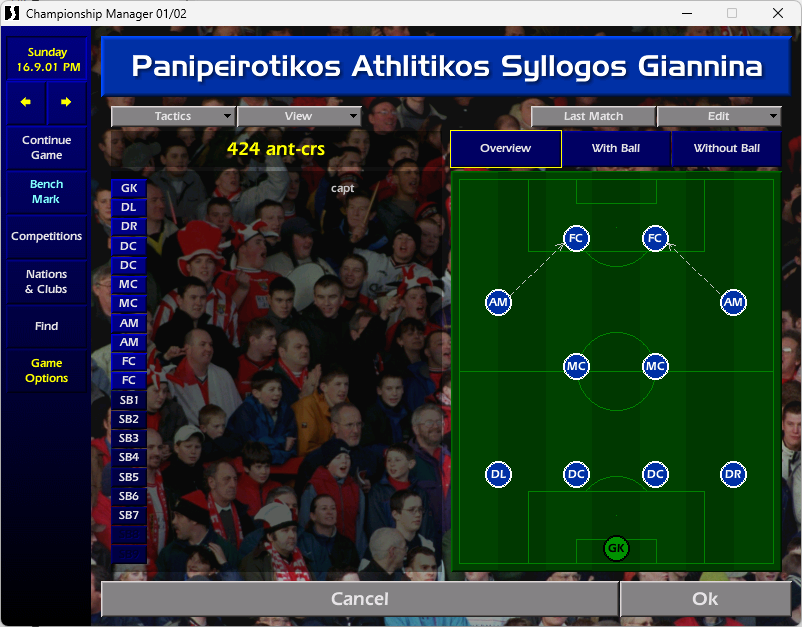 Championship Manager 01/02
Sunday
16.9.01 PM
Continue
Game
Bench
Mark
Competitions
Nations
& Clubs
Find
Game
Options
Panipeirotikos Athlitikos Syllogos Giannina
Tactics
View
Last Match
Edit
424 ant-crs
Overview
With Ball
Without Ball
GK
capt
DL
DR
DC
DC
MC
MC
AM
AM
FC
FC
SB1
SB2
SB3
SB4
SB5
SB6
SB7
FC FC
AM AM
MC MC
DL DC DC DR
GK
Cancel
Ok